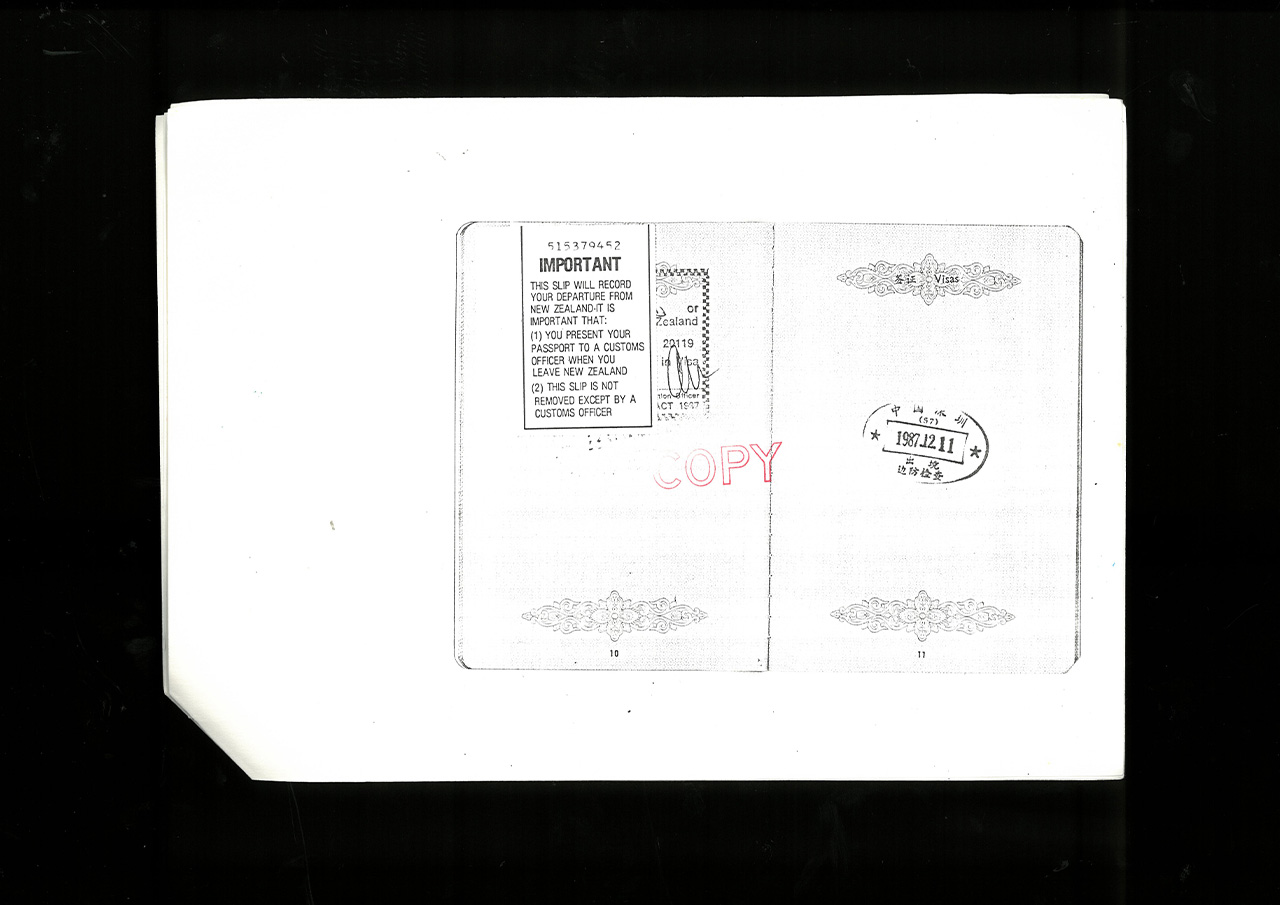 515379452
IMPORTANT
THIS SLIP WILL RECORD
YOUR DEPARTURE FROM
NEW ZEALAND-IT IS
IMPORTANT THAT:
(1) YOU PRESENT YOUR
PASSPORT TO A CUSTOMS
OFFICER WHEN YOU
LEAVE NEW ZEALAND
(2) THIS SLIP IS NOT
REMOVED EXCEPT BY A
CUSTOMS OFFICER
or
Zealand
20119
in Visa
tion Officer
ACT 1987
COPY
10
签证 Visas
中国深圳
(57)
1987.12.11
出境
边防检查
11